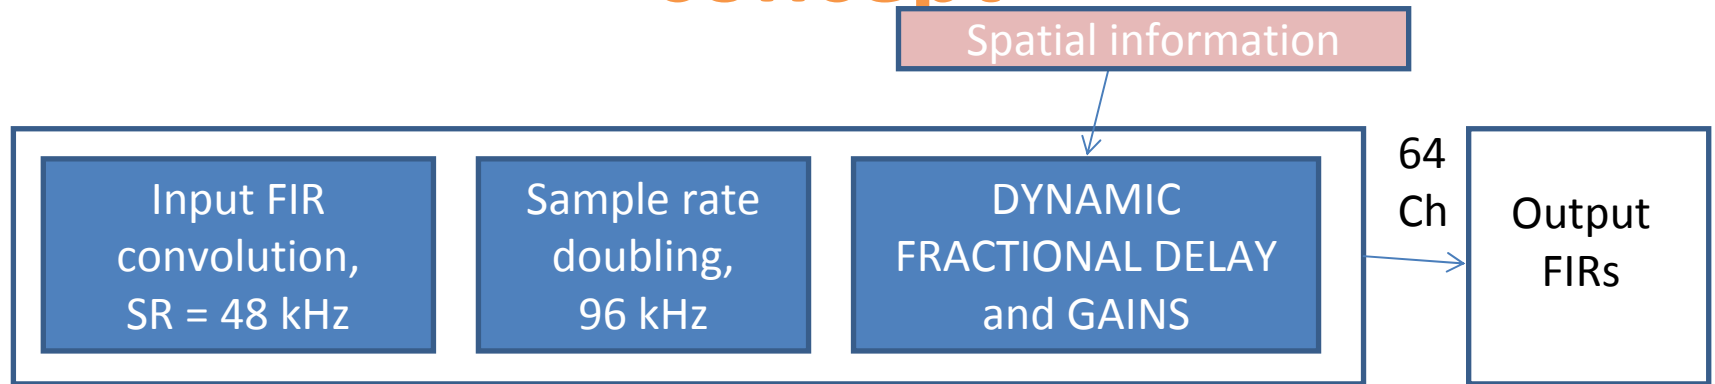 Spatial information
Input FIR
convolution,
SR = 48 kHz
Sample rate
doubling,
96 kHz
DYNAMIC
FRACTIONAL DELAY
and GAINS
64
Ch
Output
FIRs